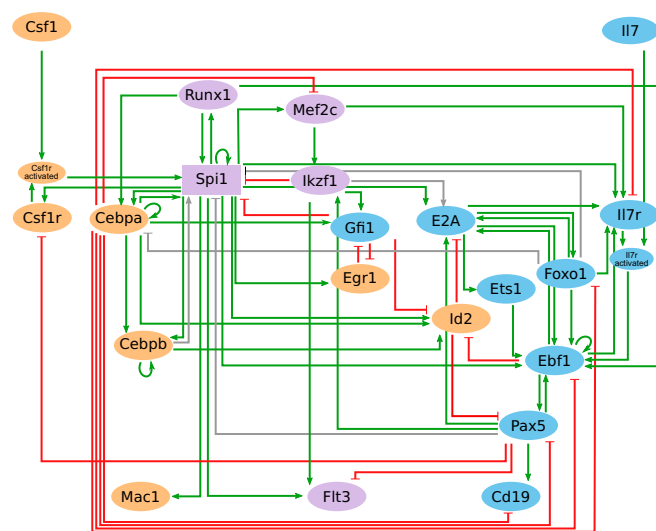 Csf1
Il7
Runx1
Mef2c
Csf1r
activated
Spi1
Ikzf1
Csf1r
Cebpa
Gfi1
E2A
Il7r
Il7r
activated
Egr1
Foxo1
Ets1
Id2
Cebpb
Ebf1
Pax5
Mac1
Flt3
Cd19